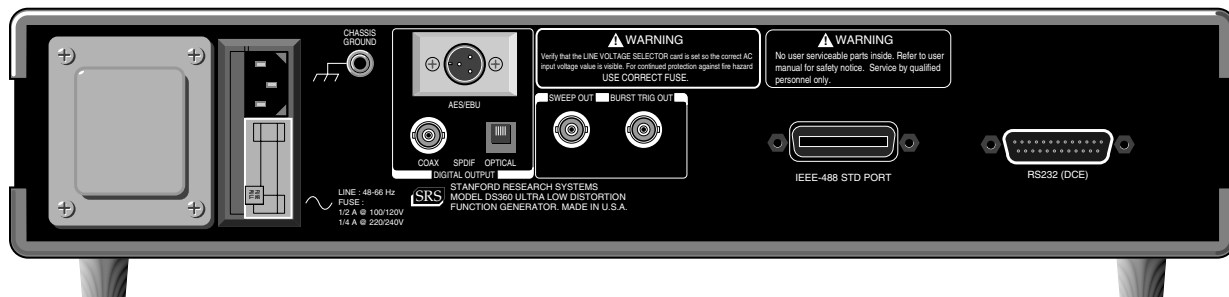 CHASSIS
GROUND
AES/EBU
COAX SPDIF OPTICAL
DIGITAL OUTPUT
WARNING
Verify that the LINE VOLTAGE SELECTOR card is set so the correct AC
input voltage value is visible. For continued protection against fire hazard
USE CORRECT FUSE.
WARNING
No user serviceable parts inside. Refer to user
manual for safety notice. Service by qualified
personnel only.
SWEEP OUT BURST TRIG OUT
IEEE-488 STD PORT
RS232 (DCE)
LINE : 48-66 Hz
FUSE :
1/2 A @ 100/120V
1/4 A @ 220/240V
SRS
STANFORD RESEARCH SYSTEMS
MODEL DS360 ULTRA LOW DISTORTION
FUNCTION GENERATOR. MADE IN U.S.A.